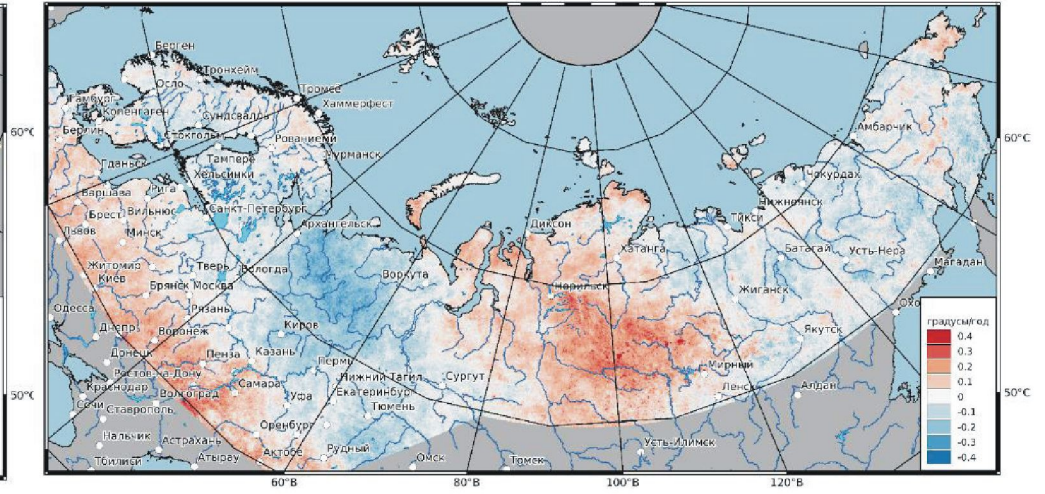 Берген
Тронхейм
Осло
Тромсё
Хаммерфест
Гамбург
Копенгаген
Сундсвалль
Берлин
Стокгольм
Рованиеми
Мурманск
Амбарчик
60°С
60°С
Гданьск
Тампере
Хельсинки
Чокурдах
Варшава
Рига
Нижнеянск
Брест
Вильнюс
Санкт-Петербург
Тикси
Львов
Минск
Архангельск
Диксон
Хатанга
Батагай
Усть-Нера
Житомир
Тверь
Вологда
Воркута
Магадан
Киев
Брянск
Москва
Норильск
Жиганск
Одесса
Рязань
Охо
Днепр
Воронеж
Киров
Якутск
градусы/год
Донецк
Пенза
Казань
Пермь
0.4
0.3
Ростов-на-Дону
Мирный
0.2
Краснодар
Самара
Нижний Тагил
Сургут
Ленск
Алдан
0.1
50°С
50°С
Сочи
Волгоград
Уфа
Екатеринбург
0
Ставрополь
Тюмень
-0.1
Оренбург
-0.2
Нальчик
Астрахань
Рудный
Усть-Илимск
-0.3
Тбилиси
Атырау
Актобе
Омск
Томск
-0.4
60°В
80°В
100°В
120°В